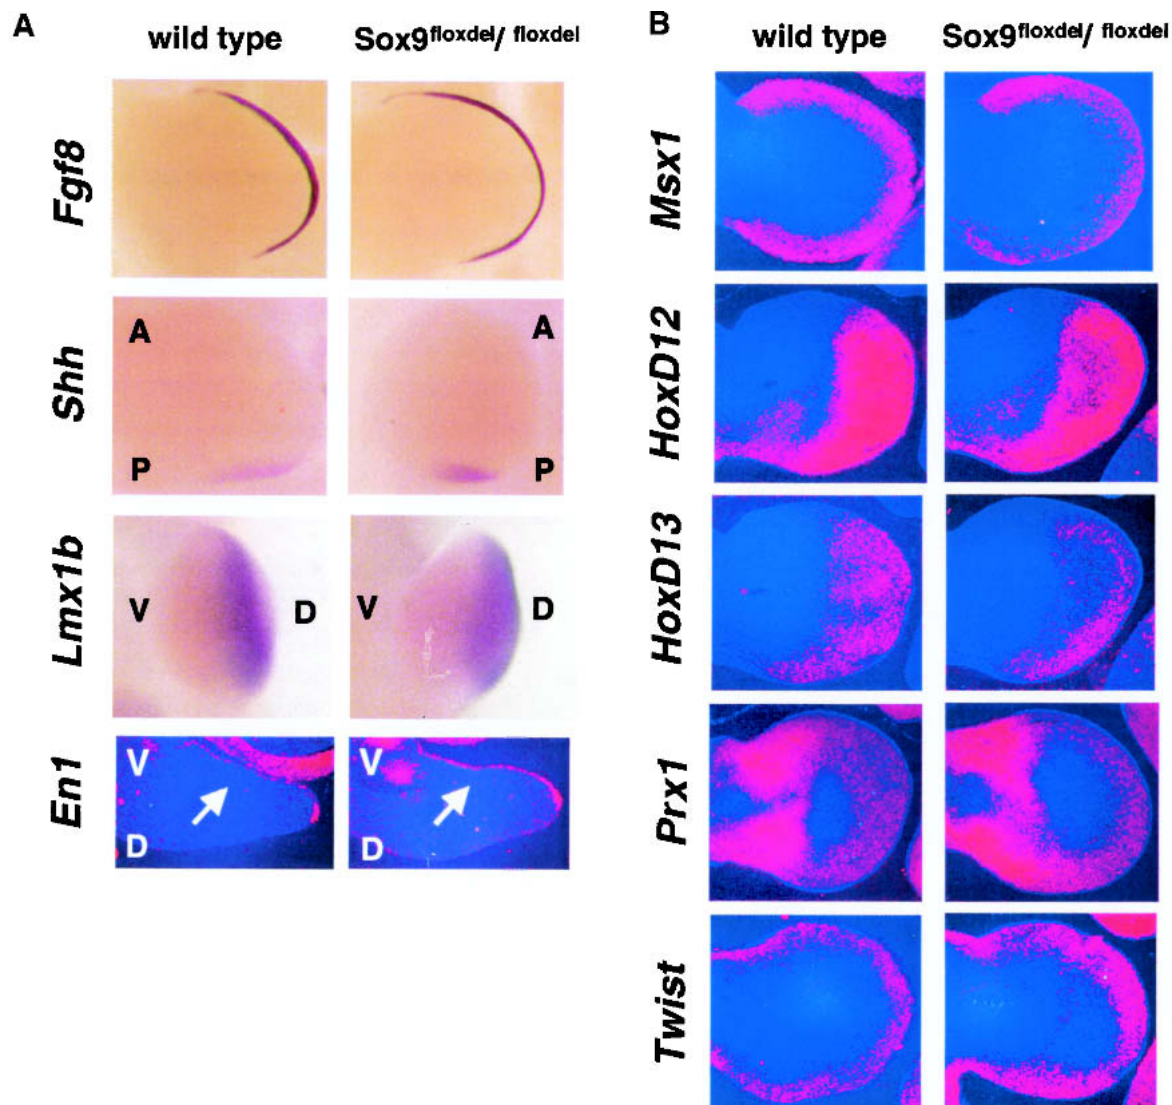 A
wild type Sox9floxdel/ floxdel
Fgf8
Shh
A A
P P
Lmx1b
V D V D
En1
V V
D D
B
wild type Sox9floxdel/ floxdel
Msx1
HoxD12
HoxD13
Prx1
Twist